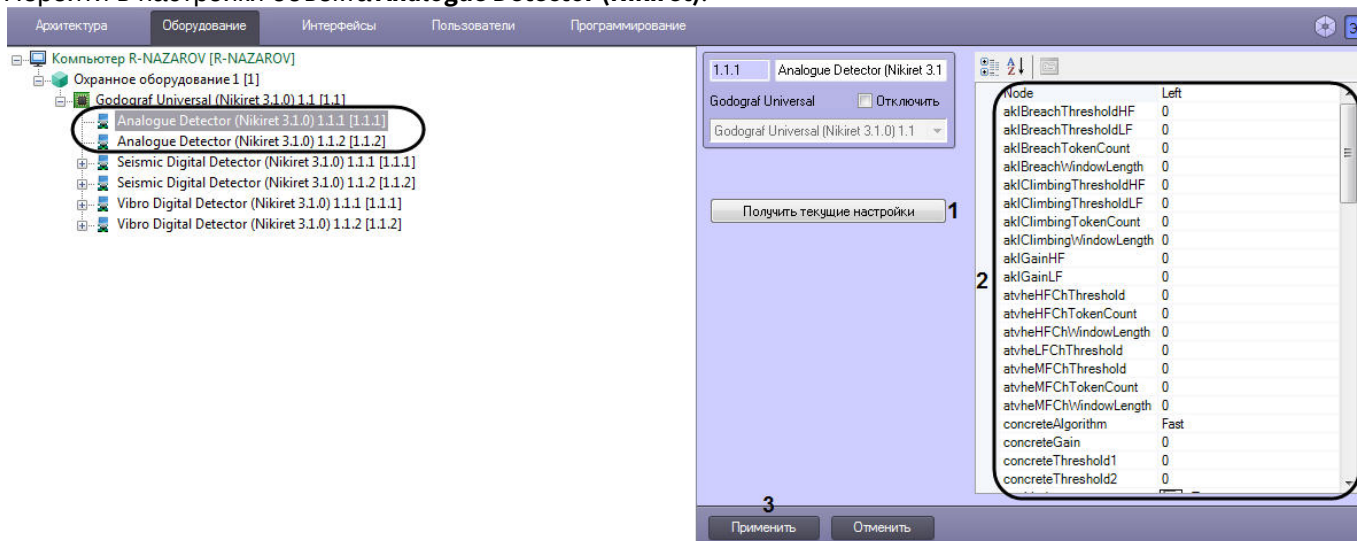 Перейти в настройки объекта Analogue Detector (Nikiret).
Архитектура Оборудование Интерфейсы Пользователи Программирование
Компьютер R-NAZAROV [R-NAZAROV]
Охранное оборудование 1 [1]
Godograf Universal (Nikiret 3.1.0) 1.1 [1.1]
Analogue Detector (Nikiret 3.1.0) 1.1.1 [1.1.1]
Analogue Detector (Nikiret 3.1.0) 1.1.2 [1.1.2]
Seismic Digital Detector (Nikiret 3.1.0) 1.1.1 [1.1.1]
Seismic Digital Detector (Nikiret 3.1.0) 1.1.2 [1.1.2]
Vibro Digital Detector (Nikiret 3.1.0) 1.1.1 [1.1.1]
Vibro Digital Detector (Nikiret 3.1.0) 1.1.2 [1.1.2]
1.1.1 Analogue Detector (Nikiret 3.1
Godograf Universal Отключить
Godograf Universal (Nikiret 3.1.0) 1.1
Получить текущие настройки 1
2
Node Left
aklBreachThresholdHF 0
aklBreachThresholdLF 0
aklBreachTokenCount 0
aklBreachWindowLength 0
aklClimbingThresholdHF 0
aklClimbingThresholdLF 0
aklClimbingTokenCount 0
aklClimbingWindowLength 0
aklGainHF 0
aklGainLF 0
atvheHFChThreshold 0
atvheHFChTokenCount 0
atvheHFChWindowLength 0
atvheLFChThreshold 0
atvheMFChThreshold 0
atvheMFChTokenCount 0
atvheMFChWindowLength 0
concreteAlgorithm Fast
concreteGain 0
concreteThreshold1 0
concreteThreshold2 0
3
Применить Отменить